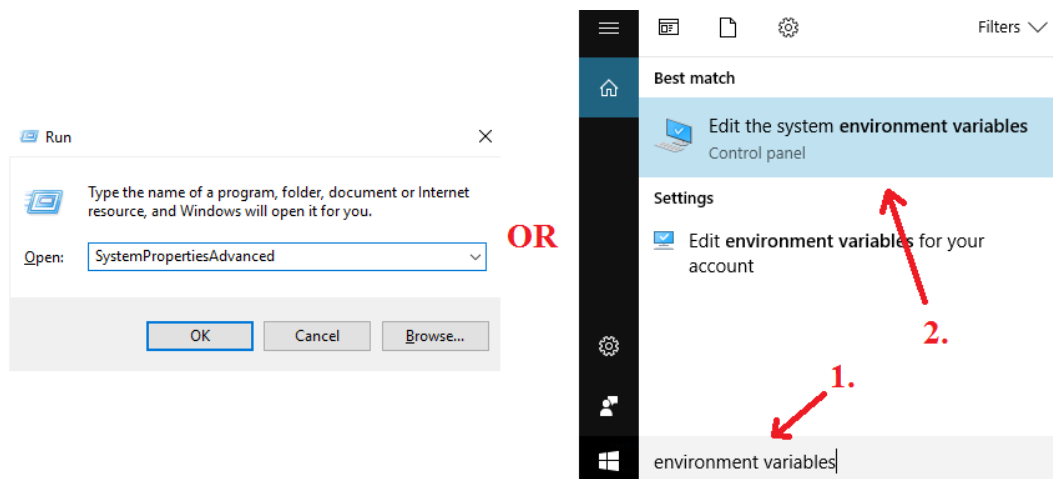 Run
Type the name of a program, folder, document or Internet
resource, and Windows will open it for you.
Open:
SystemPropertiesAdvanced
OK
Cancel
Browse...
OR
Filters
Best match
Edit the system environment variables
Control panel
Settings
Edit environment variables for your
account
2.
1.
environment variables